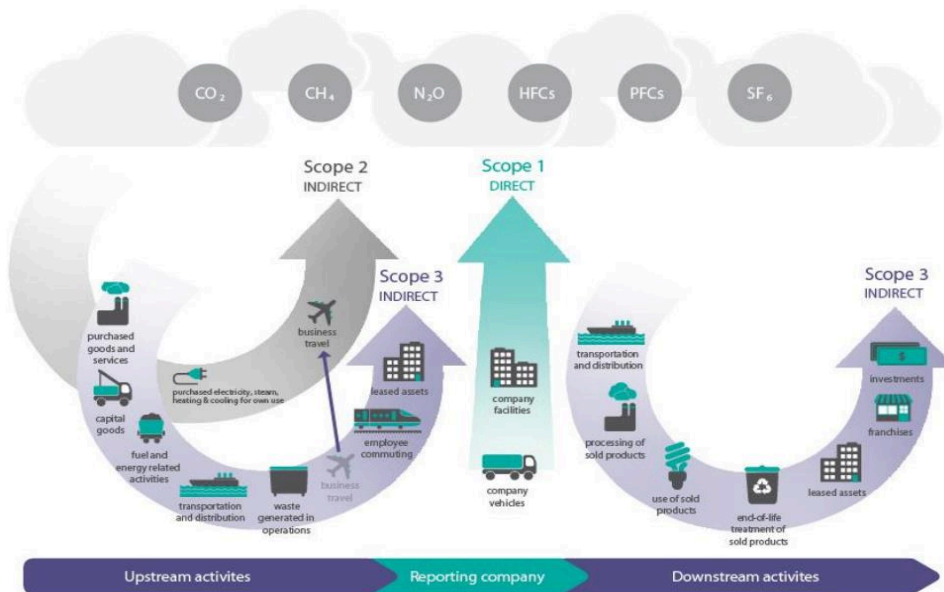 CO₂
CH₄
N₂O
HFCs
PFCs
SF₆
Scope 2
INDIRECT
Scope 1
DIRECT
Scope 3
INDIRECT
Scope 3
INDIRECT
purchased
goods and
services
capital
goods
fuel and
energy related
activities
transportation
and distribution
waste
generated in
operations
business
travel
business
travel
purchased electricity, steam,
heating & cooling for own use
employee
commuting
leased assets
company
facilities
company
vehicles
transportation
and distribution
processing of
sold products
use of sold
products
end-of-life
treatment of
sold products
leased assets
franchises
$
investments
Upstream activites
Reporting company
Downstream activites